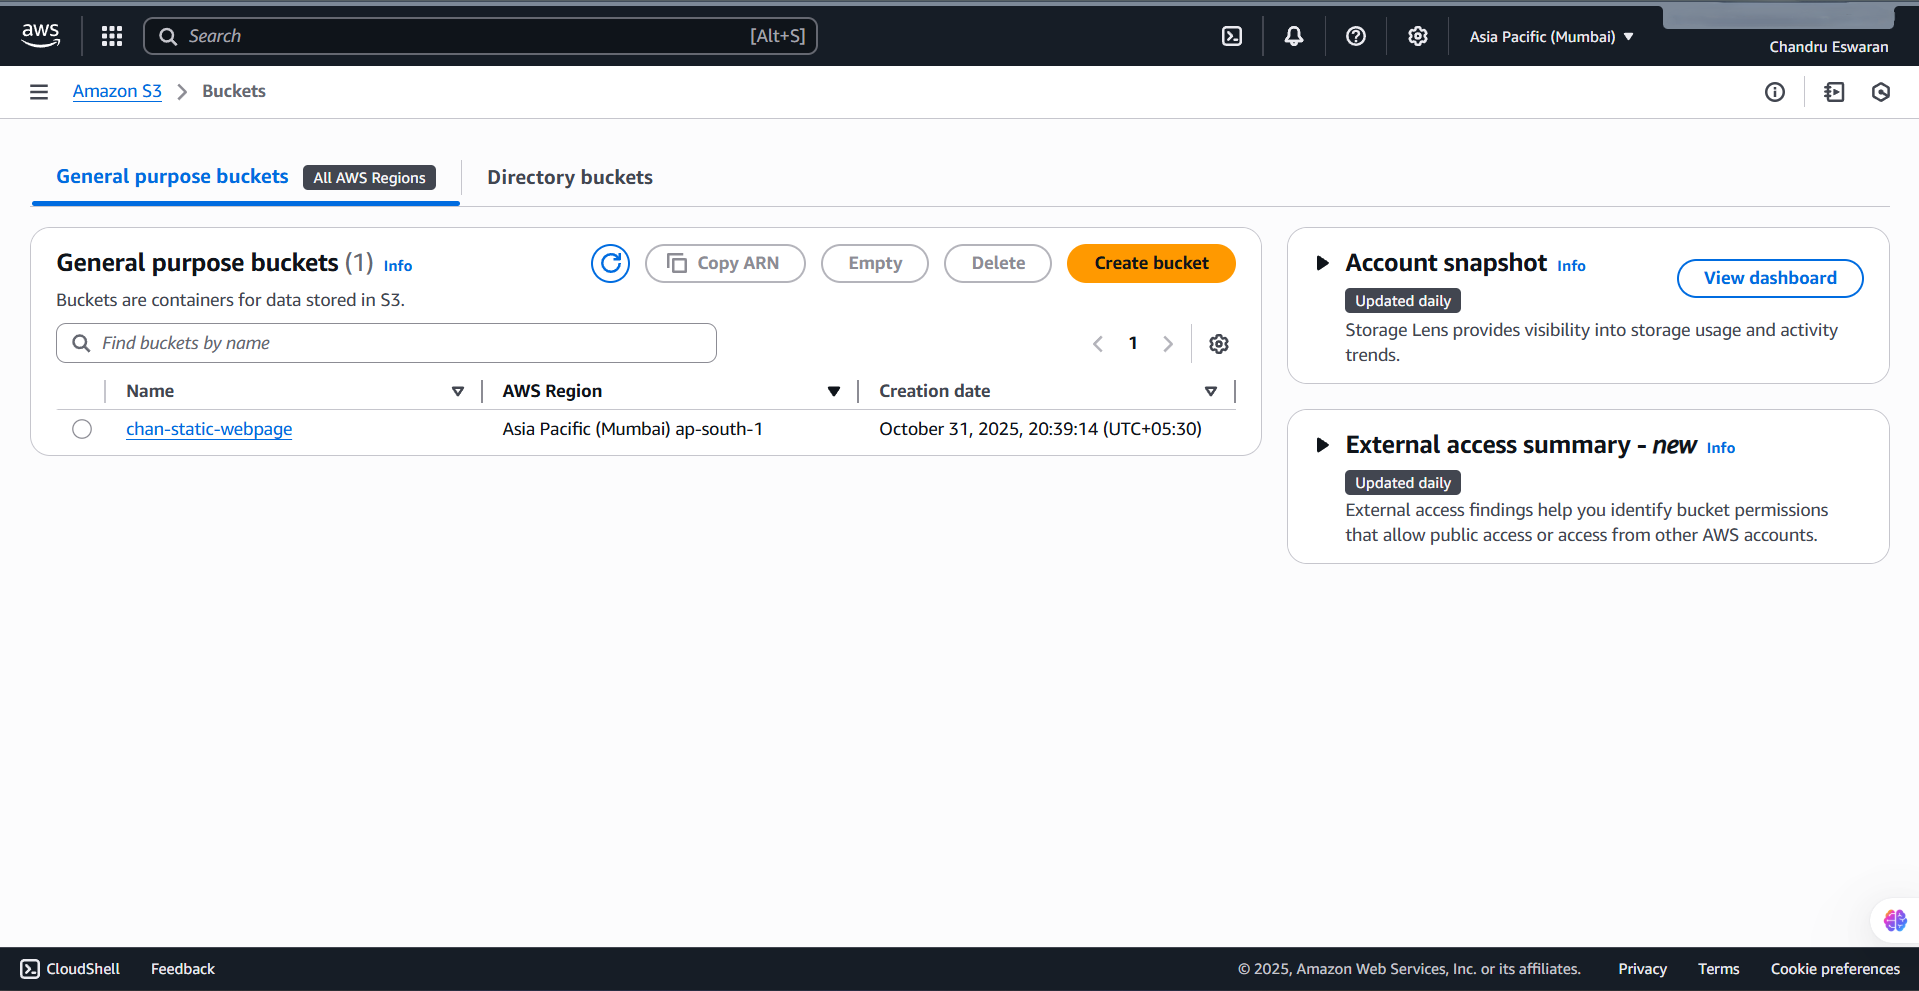 aws
Search
[Alt+S]
Asia Pacific (Mumbai)
Chandru Eswaran
Amazon S3
Buckets
General purpose buckets
All AWS Regions
Directory buckets
General purpose buckets (1) Info
Copy ARN
Empty
Delete
Create bucket
Buckets are containers for data stored in S3.
Find buckets by name
1
Name
AWS Region
Creation date
chan-static-webpage
Asia Pacific (Mumbai) ap-south-1
October 31, 2025, 20:39:14 (UTC+05:30)
Account snapshot Info
View dashboard
Updated daily
Storage Lens provides visibility into storage usage and activity
trends.
External access summary - new Info
Updated daily
External access findings help you identify bucket permissions
that allow public access or access from other AWS accounts.
CloudShell
Feedback
© 2025, Amazon Web Services, Inc. or its affiliates.
Privacy
Terms
Cookie preferences